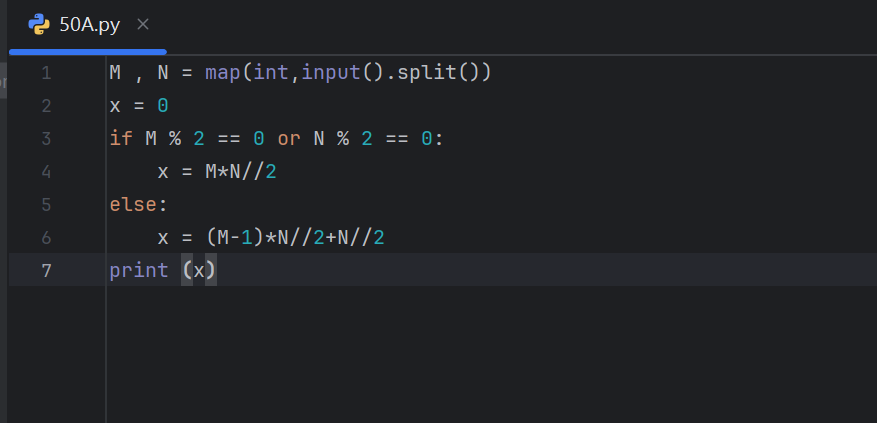 50A.py
1 M , N = map(int,input().split())
2 x = 0
3 if M % 2 == 0 or N % 2 == 0:
4     x = M*N//2
5 else:
6     x = (M-1)*N//2+N//2
7 print (x)